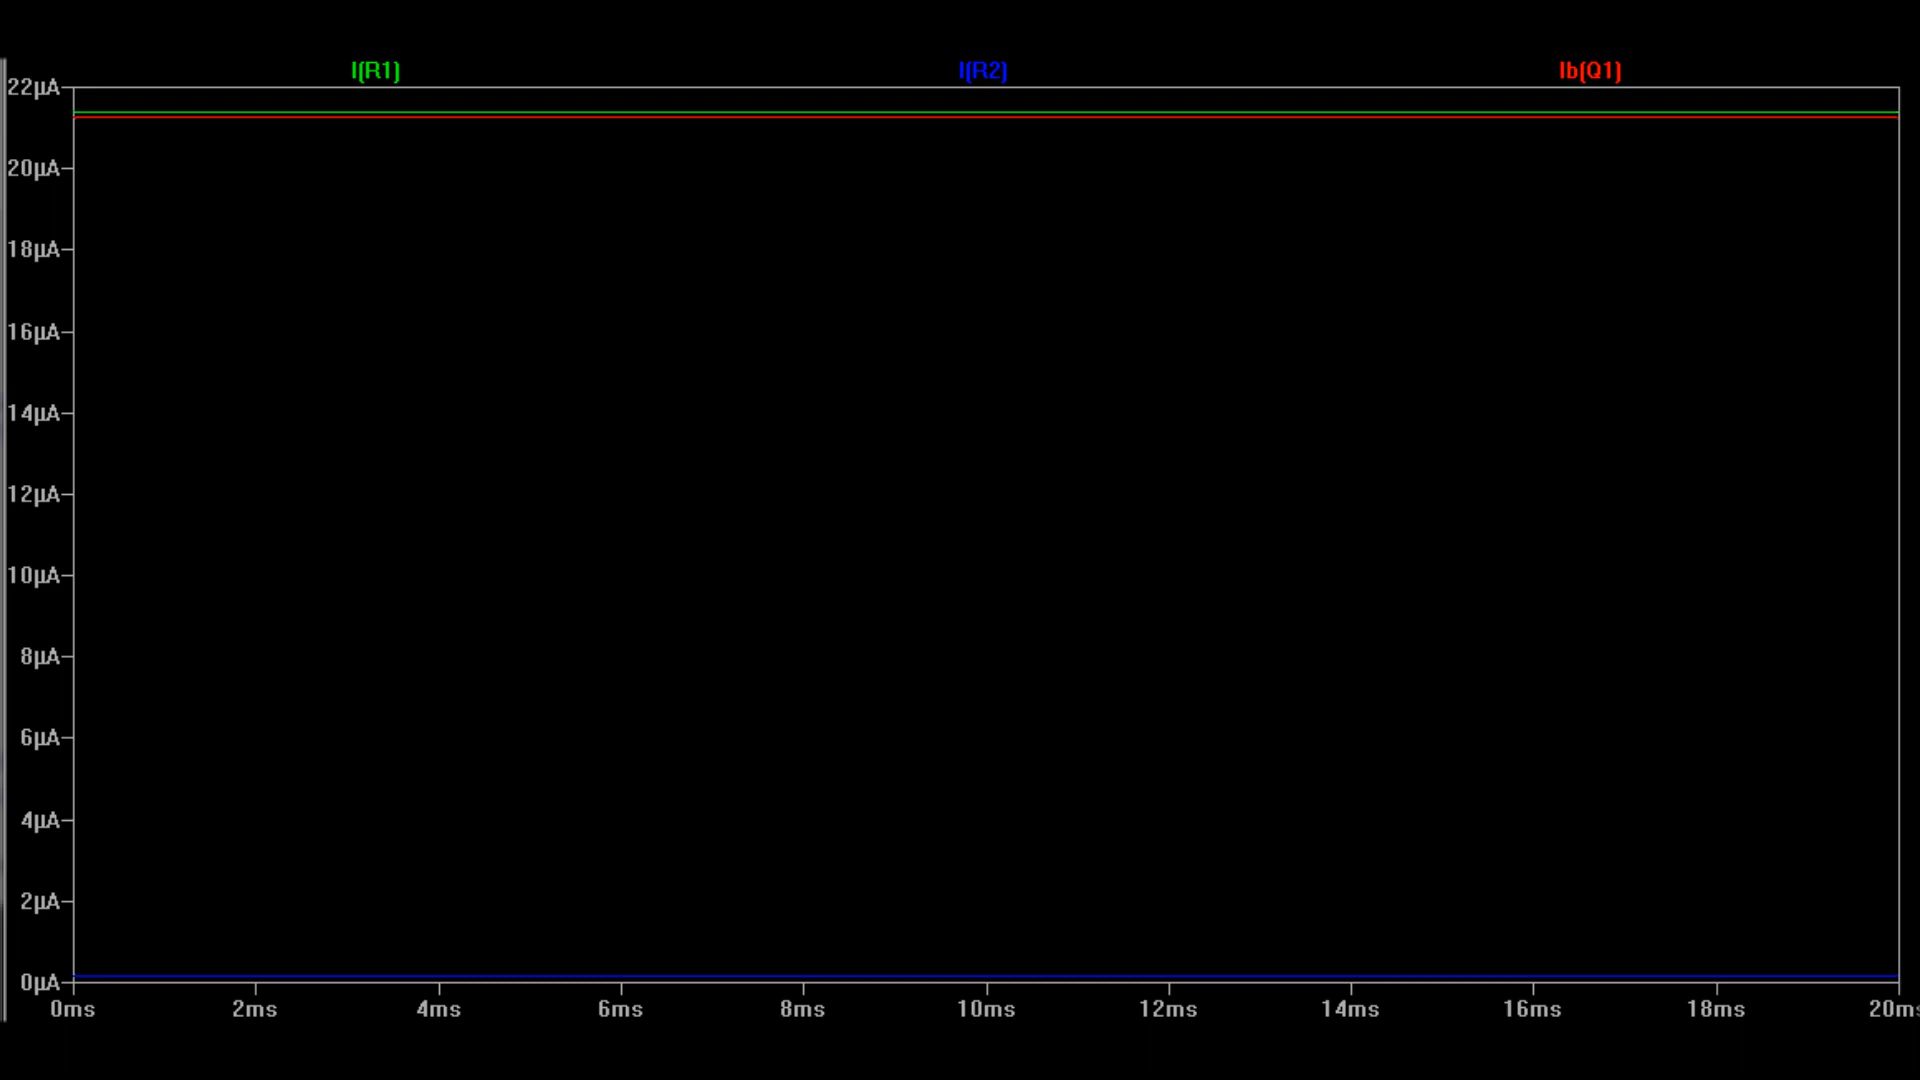 I(R1) I(R2) Ib(Q1)
22µA
20µA
18µA
16µA
14µA
12µA
10µA
8µA
6µA
4µA
2µA
0µA
0ms 2ms 4ms 6ms 8ms 10ms 12ms 14ms 16ms 18ms 20ms